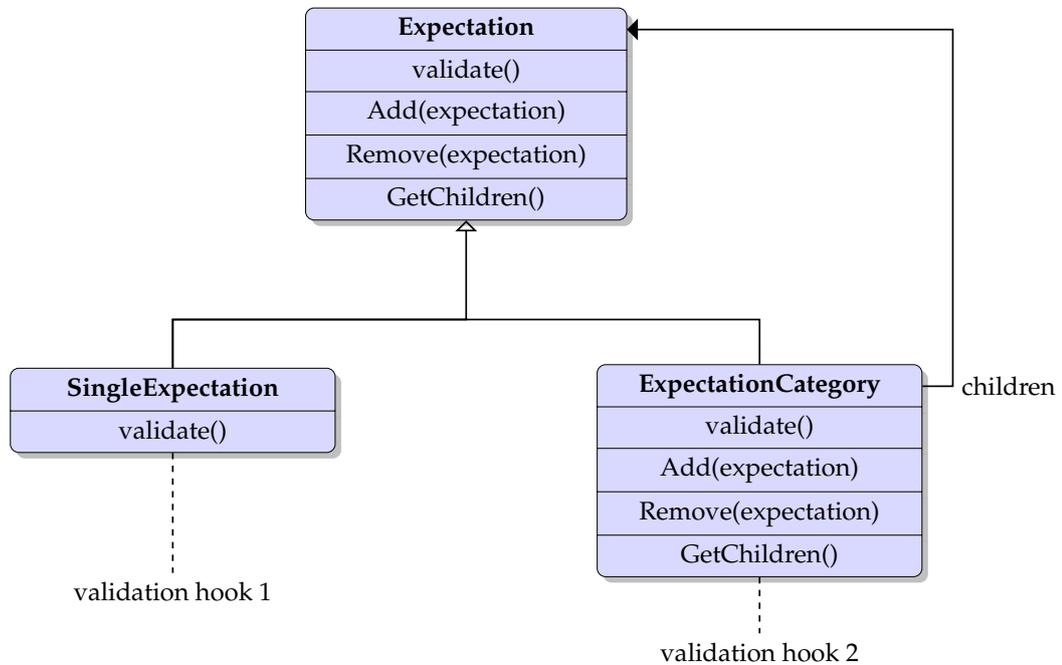 Expectation
validate()
Add(expectation)
Remove(expectation)
GetChildren()
SingleExpectation
validate()
validation hook 1
ExpectationCategory
validate()
Add(expectation)
Remove(expectation)
GetChildren()
validation hook 2
children